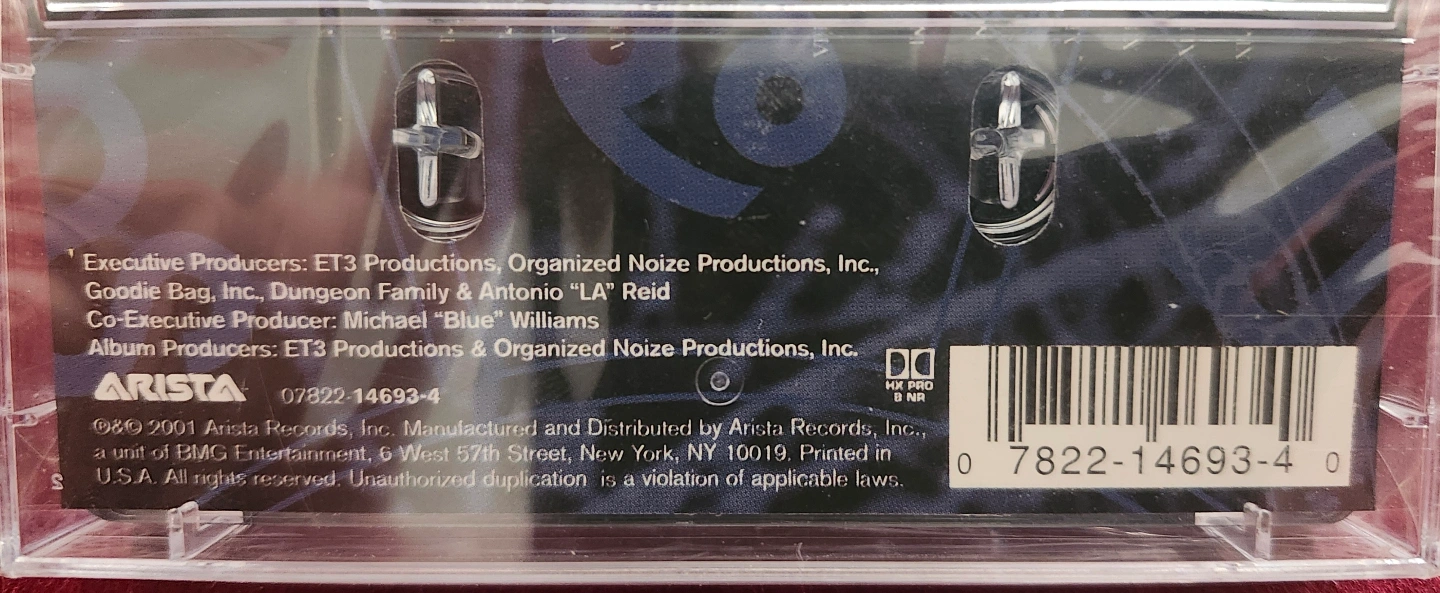 Executive Producers: ET3 Productions, Organized Noize Productions, Inc.,
Goodie Bag, Inc., Dungeon Family & Antonio “LA” Reid
Co-Executive Producer: Michael “Blue” Williams
Album Producers: ET3 Productions & Organized Noize Productions, Inc.
ARISTA 07822-14693-4
HX PRO
B NR
℗&© 2001 Arista Records, Inc. Manufactured and Distributed by Arista Records, Inc.,
a unit of BMG Entertainment, 6 West 57th Street, New York, NY 10019. Printed in
U.S.A. All rights reserved. Unauthorized duplication is a violation of applicable laws.
0 7822-14693-4 0